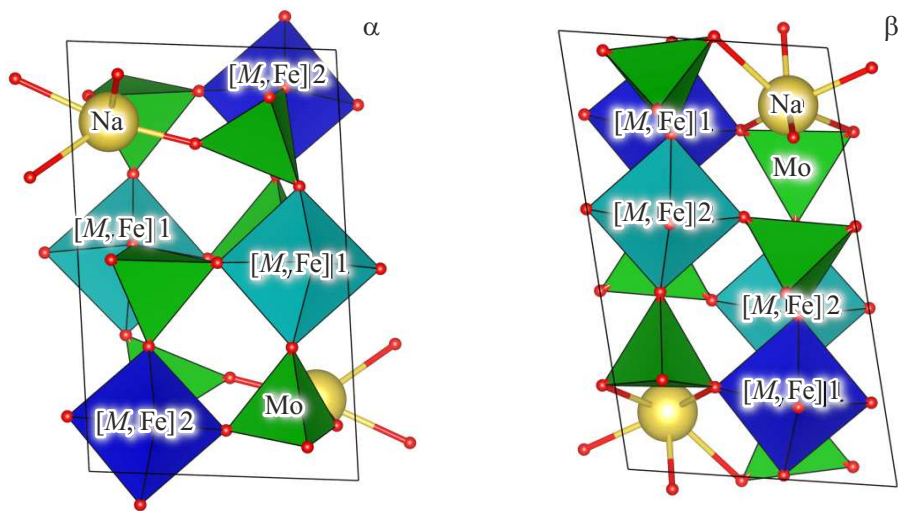 α
[M, Fe] 2
Na
[M, Fe] 1
[M, Fe] 1
[M, Fe] 2
Mo
β
Na
[M, Fe] 1
Mo
[M, Fe] 2
[M, Fe] 2
[M, Fe] 1